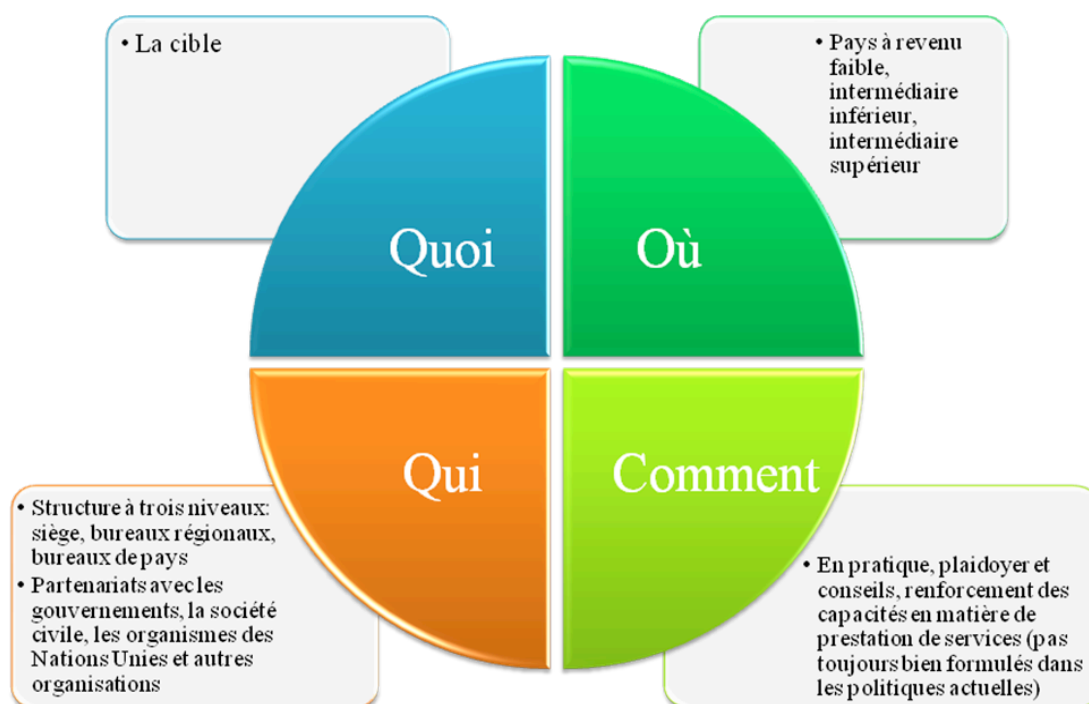 • La cible
• Pays à revenu
faible,
intermédiaire
inférieur,
intermédiaire
supérieur
Quoi
Où
Qui
Comment
• Structure à trois niveaux:
siège, bureaux régionaux,
bureaux de pays
• Partenariats avec les
gouvernements, la société
civile, les organismes des
Nations Unies et autres
organisations
• En pratique, plaidoyer et
conseils, renforcement des
capacités en matière de
prestation de services (pas
toujours bien formulés dans
les politiques actuelles)